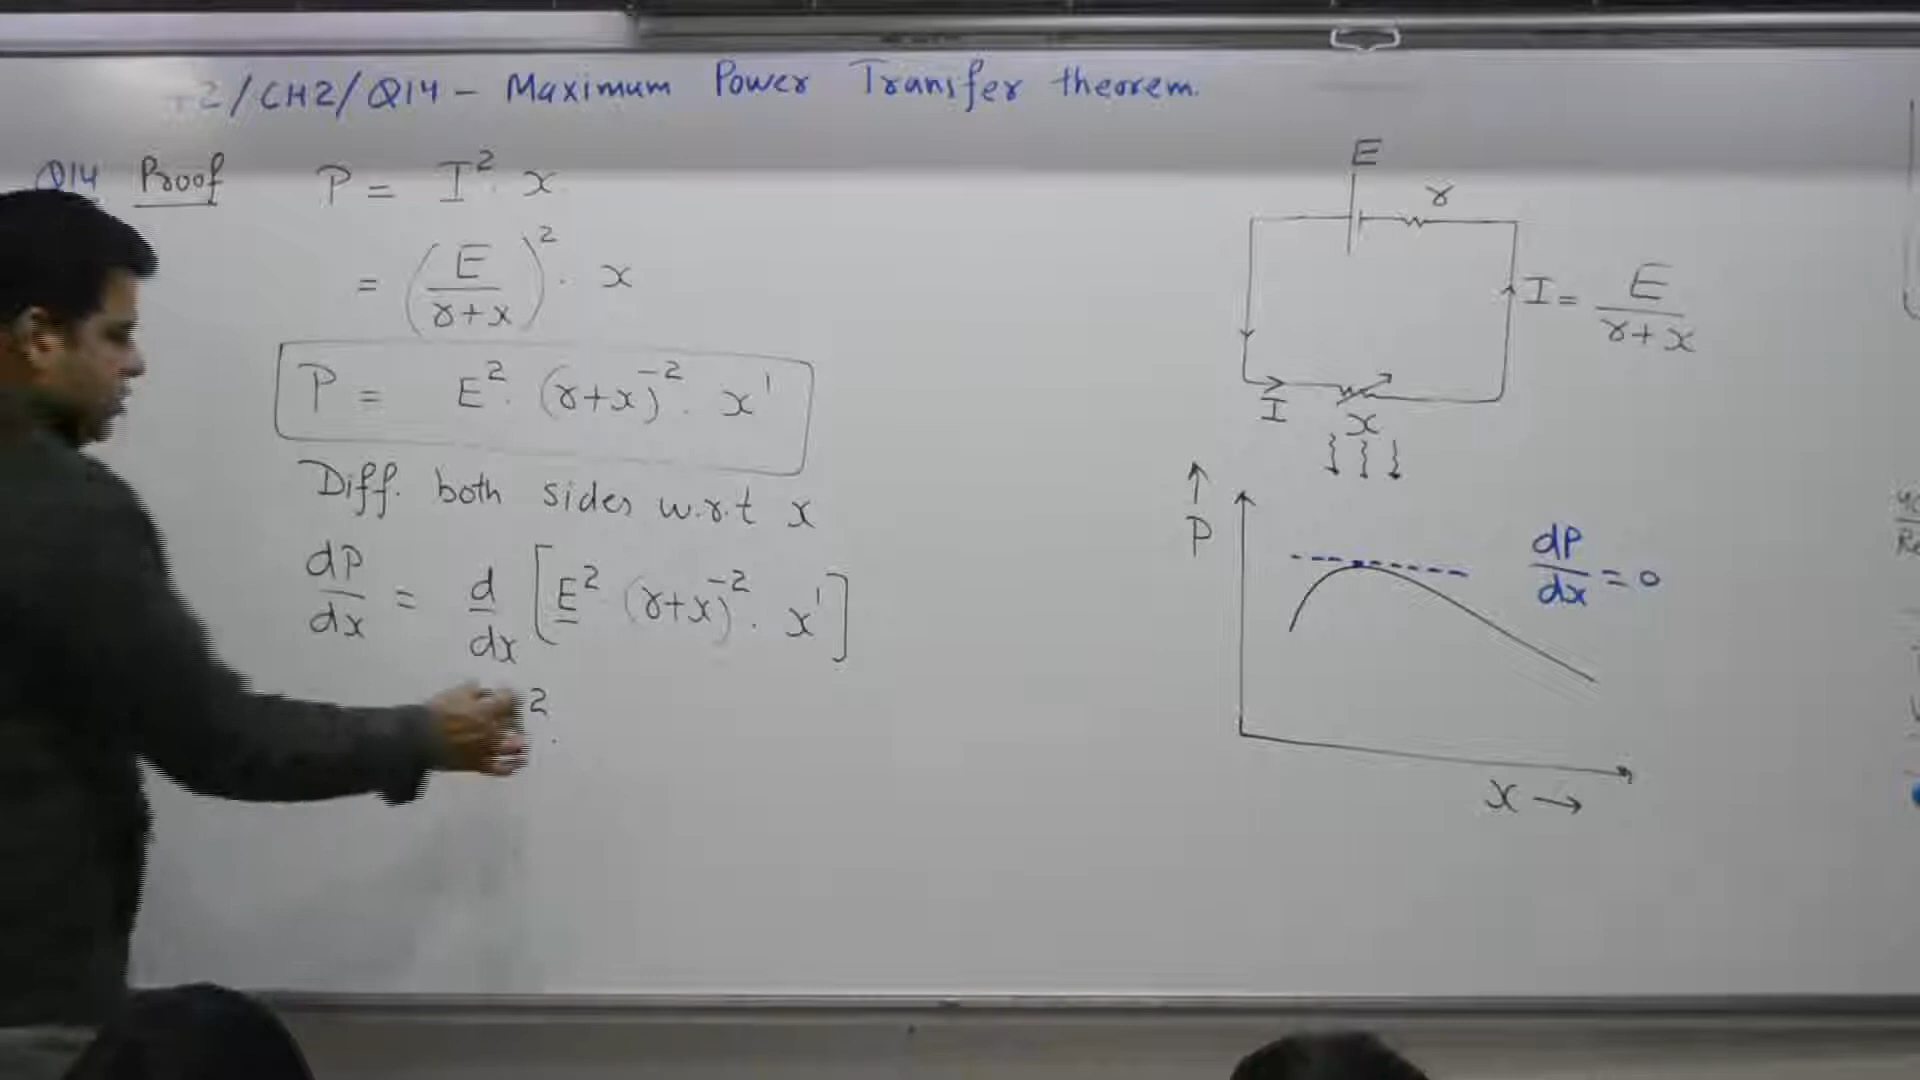 2/CH2/Q14 - Maximum Power Transfer theorem.
Q14 Proof P = I² · x
= (E/(r+x))² · x
P = E² · (r+x)⁻² · x¹
Diff. both sides w.r.t x
dP/dx = d/dx [E² (r+x)⁻² · x¹]
² ·
E
r
I = E/(r+x)
I
x
↑
P
dP/dx = 0
x →